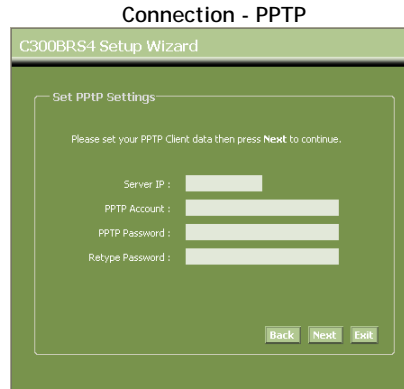 Connection - PPTP
C300BRS4 Setup Wizard
Set PPtP Settings
Please set your PPTP Client data then press Next to continue.
Server IP :
PPTP Account :
PPTP Password :
Retype Password :
Back Next Exit